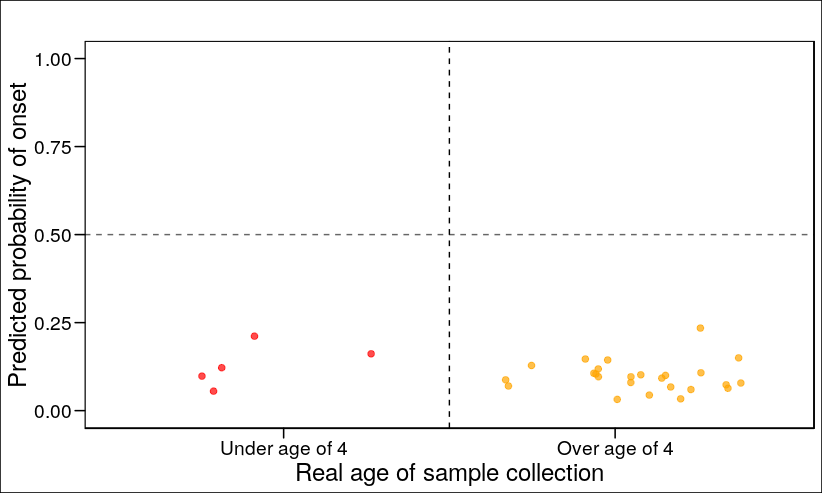 Predicted probability of onset
1.00
0.75
0.50
0.25
0.00
Under age of 4
Over age of 4
Real age of sample collection